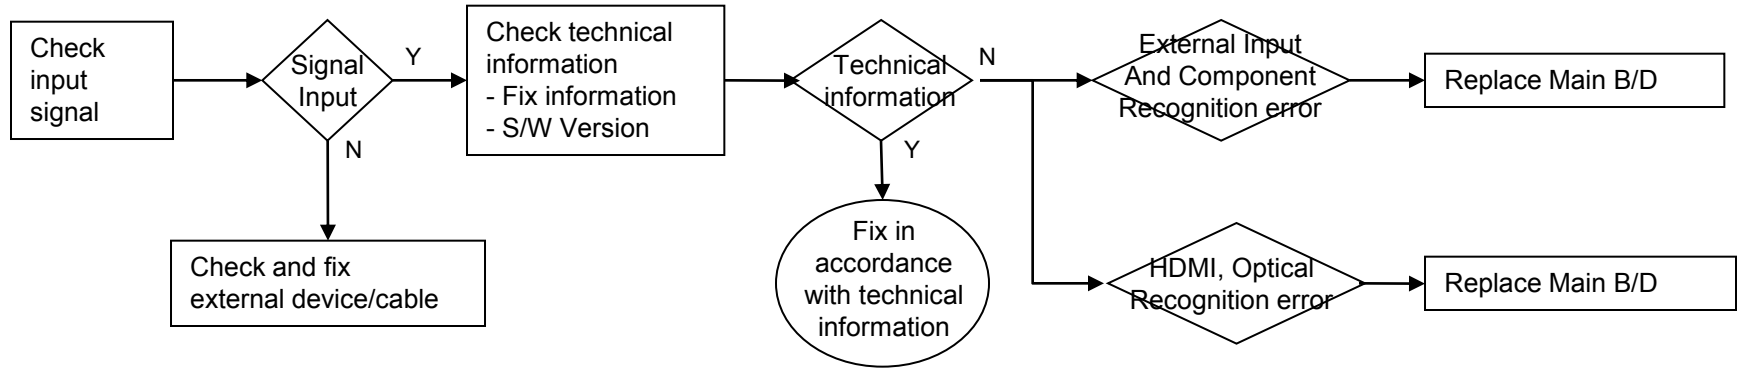 Check
input
signal
Signal
Input
Y
N
Check and fix
external device/cable
Check technical
information
- Fix information
- S/W Version
Technical
information
N
Y
Fix in
accordance
with technical
information
External Input
And Component
Recognition error
Replace Main B/D
HDMI, Optical
Recognition error
Replace Main B/D